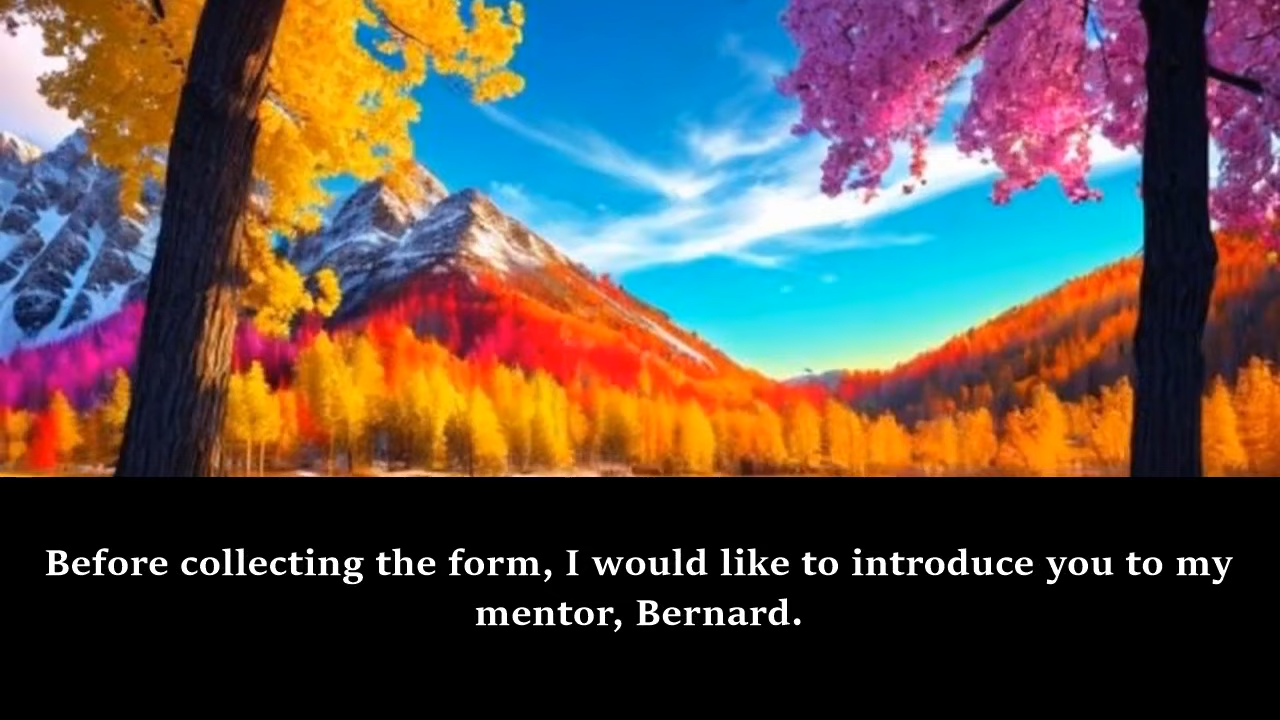 Before collecting the form, I would like to introduce you to my
mentor, Bernard.